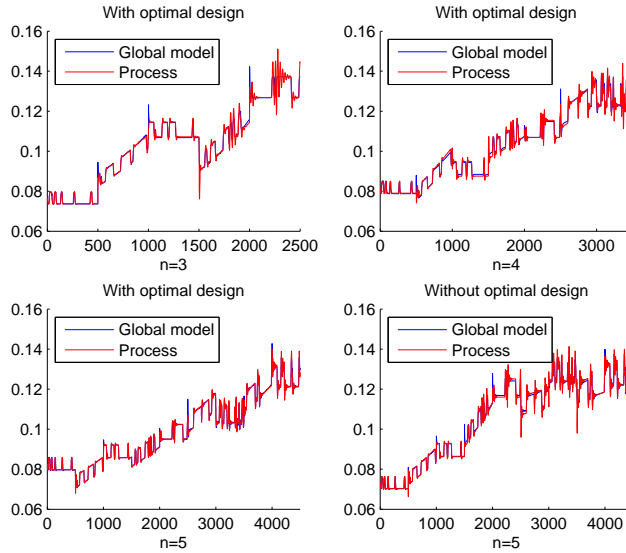 With optimal design
0.16
0.14
0.12
0.1
0.08
0.06
Global model
Process
0 500 1000 1500 2000 2500
n=3
With optimal design
0.16
0.14
0.12
0.1
0.08
0.06
Global model
Process
0 1000 2000 3000
n=4
With optimal design
0.16
0.14
0.12
0.1
0.08
0.06
Global model
Process
0 1000 2000 3000 4000
n=5
Without optimal design
0.16
0.14
0.12
0.1
0.08
0.06
Global model
Process
0 1000 2000 3000 4000
n=5